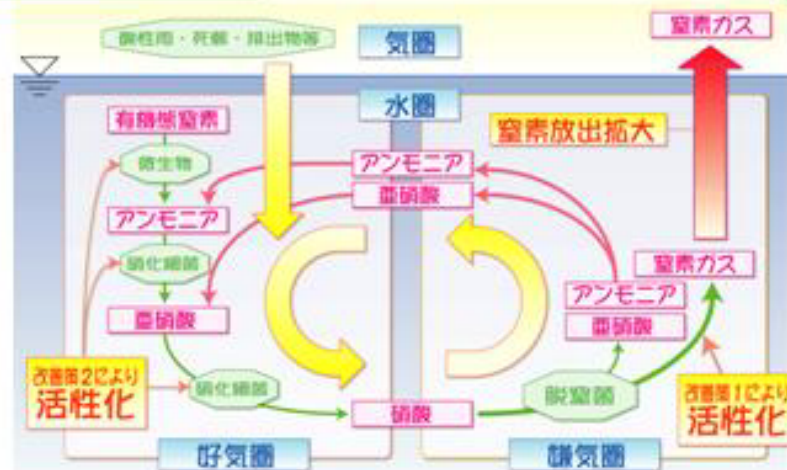 酸性雨・死骸・排出物等
気圏
窒素ガス
水圏
有機態窒素
窒素放出拡大
微生物
アンモニア
アンモニア
亜硝酸
硝化細菌
窒素ガス
アンモニア
亜硝酸
亜硝酸
改善策2により
活性化
硝化細菌
硝酸
脱窒菌
改善策1により
活性化
好気圏
嫌気圏